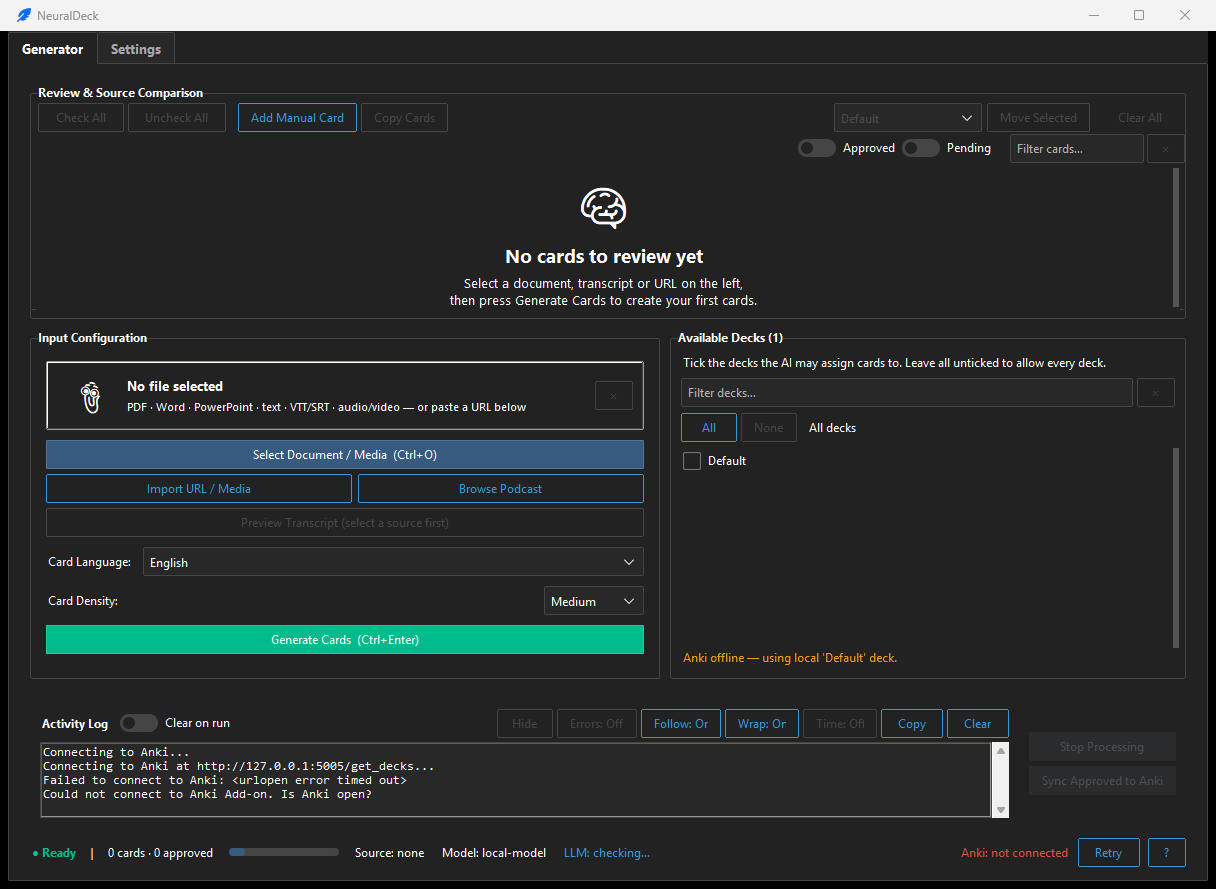 NeuralDeck
Generator
Settings
Review & Source Comparison
Check All
Uncheck All
Add Manual Card
Copy Cards
Default
Move Selected
Clear All
Approved
Pending
Filter cards...
×
No cards to review yet
Select a document, transcript or URL on the left,
then press Generate Cards to create your first cards.
Input Configuration
No file selected
PDF · Word · PowerPoint · text · VTT/SRT · audio/video — or paste a URL below
×
Select Document / Media (Ctrl+O)
Import URL / Media
Browse Podcast
Preview Transcript (select a source first)
Card Language:
English
Card Density:
Medium
Generate Cards (Ctrl+Enter)
Available Decks (1)
Tick the decks the AI may assign cards to. Leave all unticked to allow every deck.
Filter decks...
×
All
None
All decks
Default
Anki offline — using local 'Default' deck.
Activity Log
Clear on run
Hide
Errors: Off
Follow: Or
Wrap: Or
Time: Off
Copy
Clear
Connecting to Anki...
Connecting to Anki at http://127.0.0.1:5005/get_decks...
Failed to connect to Anki: <urlopen error timed out>
Could not connect to Anki Add-on. Is Anki open?
Stop Processing
Sync Approved to Anki
● Ready | 0 cards · 0 approved
Source: none
Model: local-model
LLM: checking...
Anki: not connected
Retry
?